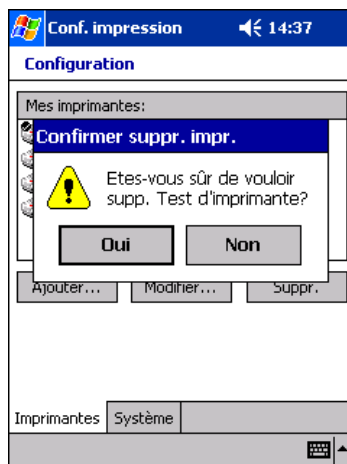 Conf. impression 14:37
Configuration
Mes imprimantes:
Confirmer suppr. impr.
Etes-vous sûr de vouloir
supp. Test d'imprimante?
Oui Non
Ajouter... Modifier... Suppr.
Imprimantes Système